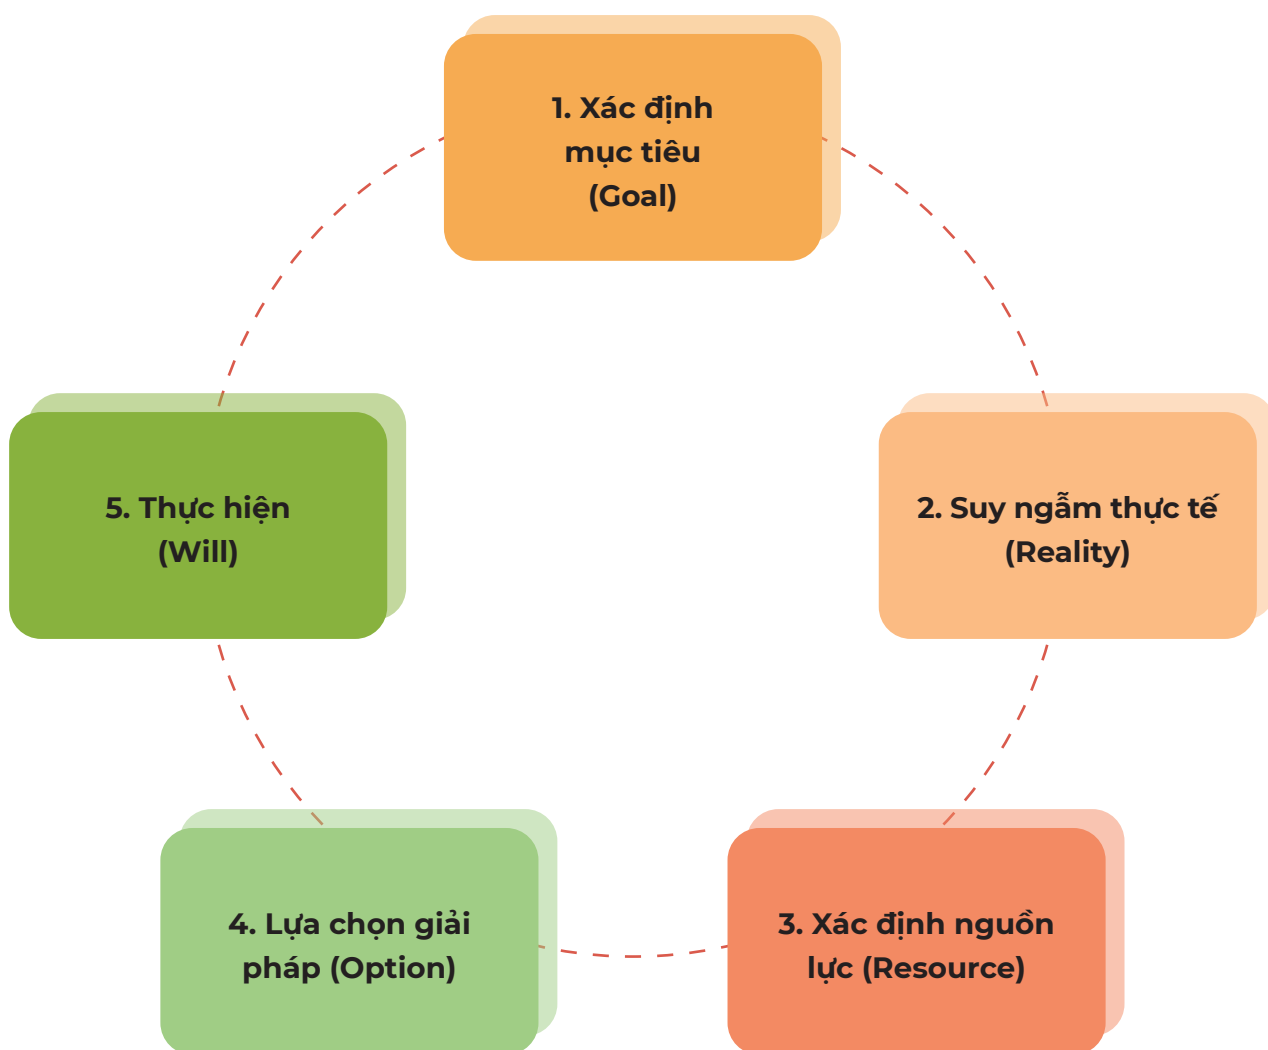 1. Xác định
mục tiêu
(Goal)
2. Suy ngẫm thực tế
(Reality)
3. Xác định nguồn
lực (Resource)
4. Lựa chọn giải
pháp (Option)
5. Thực hiện
(Will)